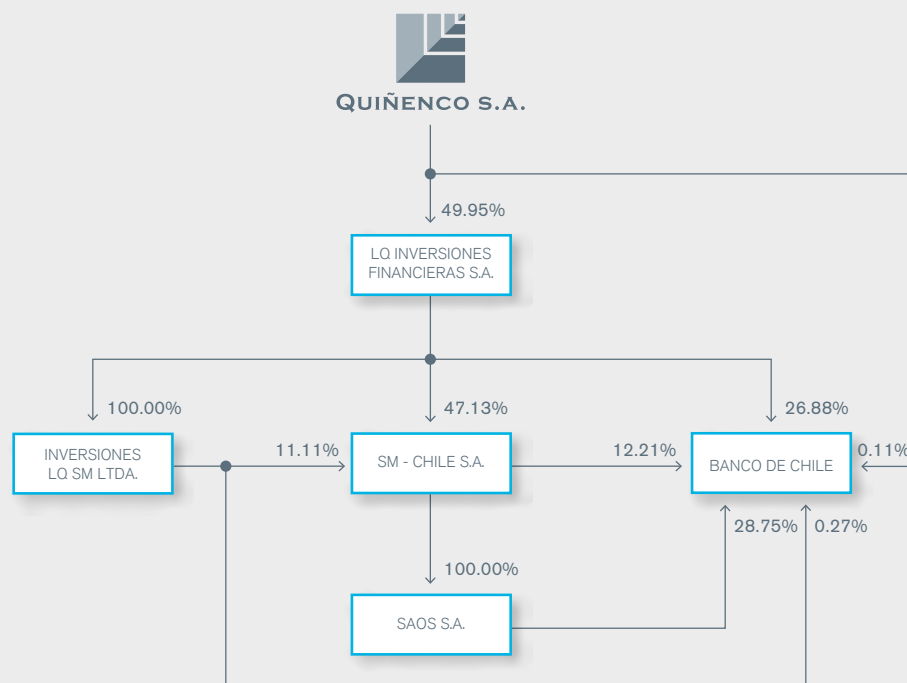 QUIÑENCO S.A.
49.95%
LQ INVERSIONES
FINANCIERAS S.A.
100.00%
47.13%
26.88%
INVERSIONES
LQ SM LTDA.
11.11%
SM - CHILE S.A.
12.21%
BANCO DE CHILE
0.11%
28.75%
0.27%
100.00%
SAOS S.A.